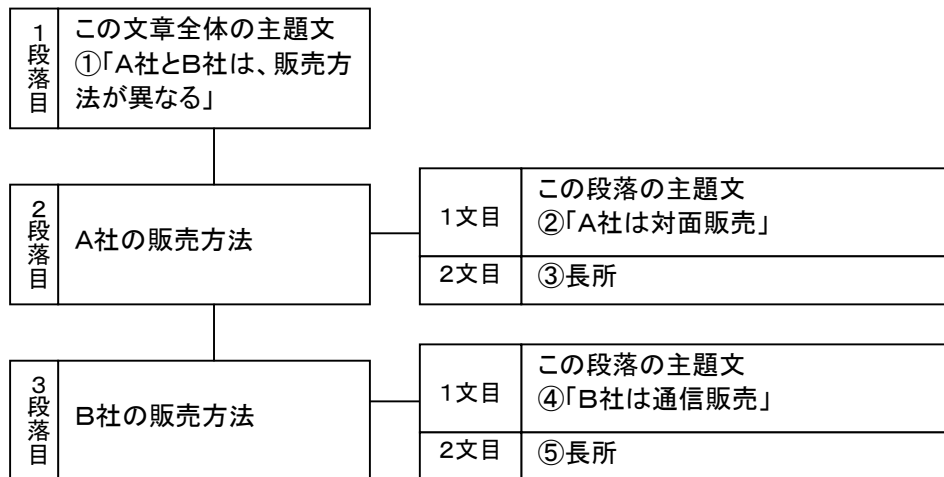 １段落目
この文章全体の主題文
①「Ａ社とＢ社は、販売方
法が異なる」
２段落目
Ａ社の販売方法
１文目
この段落の主題文
②「Ａ社は対面販売」
２文目
③長所
３段落目
Ｂ社の販売方法
１文目
この段落の主題文
④「Ｂ社は通信販売」
２文目
⑤長所